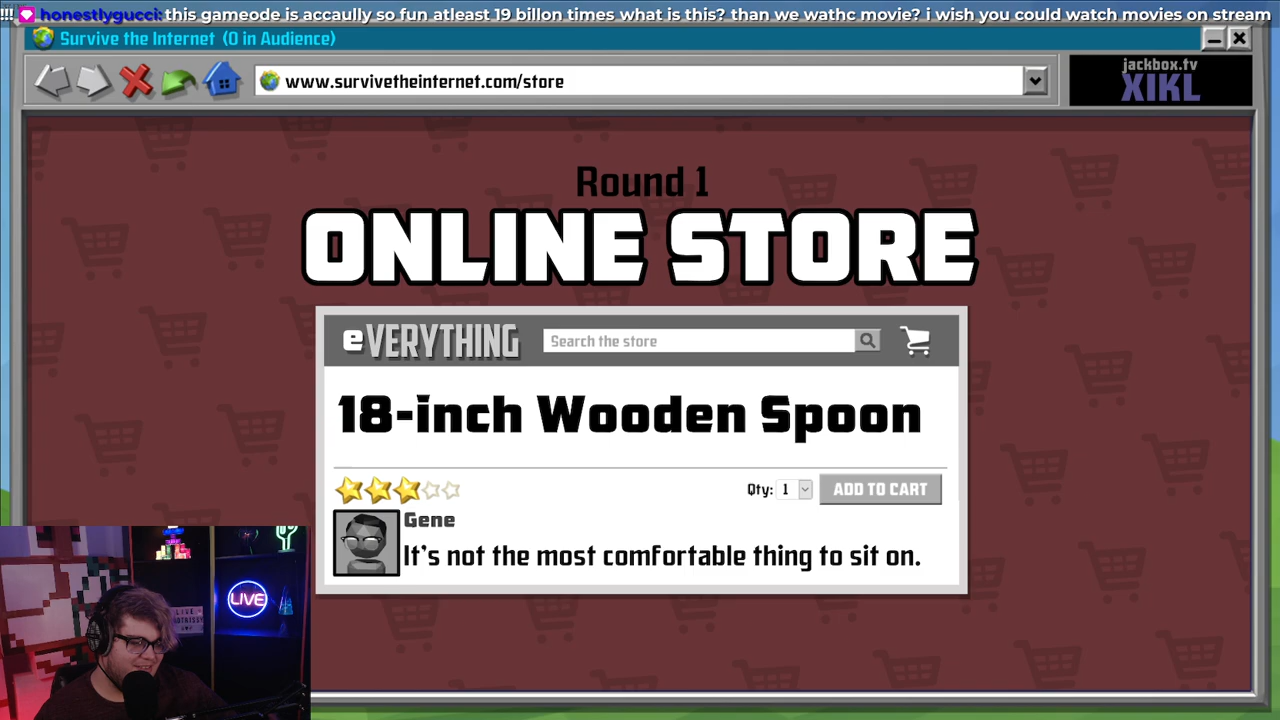 !!! honestlygucci: this gameode is accaully so fun atleast 19 billon times what is this? than we wathc movie? i wish you could watch movies on stream
Survive the Internet (0 in Audience)
www.survivetheinternet.com/store
jackbox.tv
XIKL
Round 1
ONLINE STORE
eVERYTHING
Search the store
18-inch Wooden Spoon
Qty: 1
ADD TO CART
Gene
It's not the most comfortable thing to sit on.
LIVE